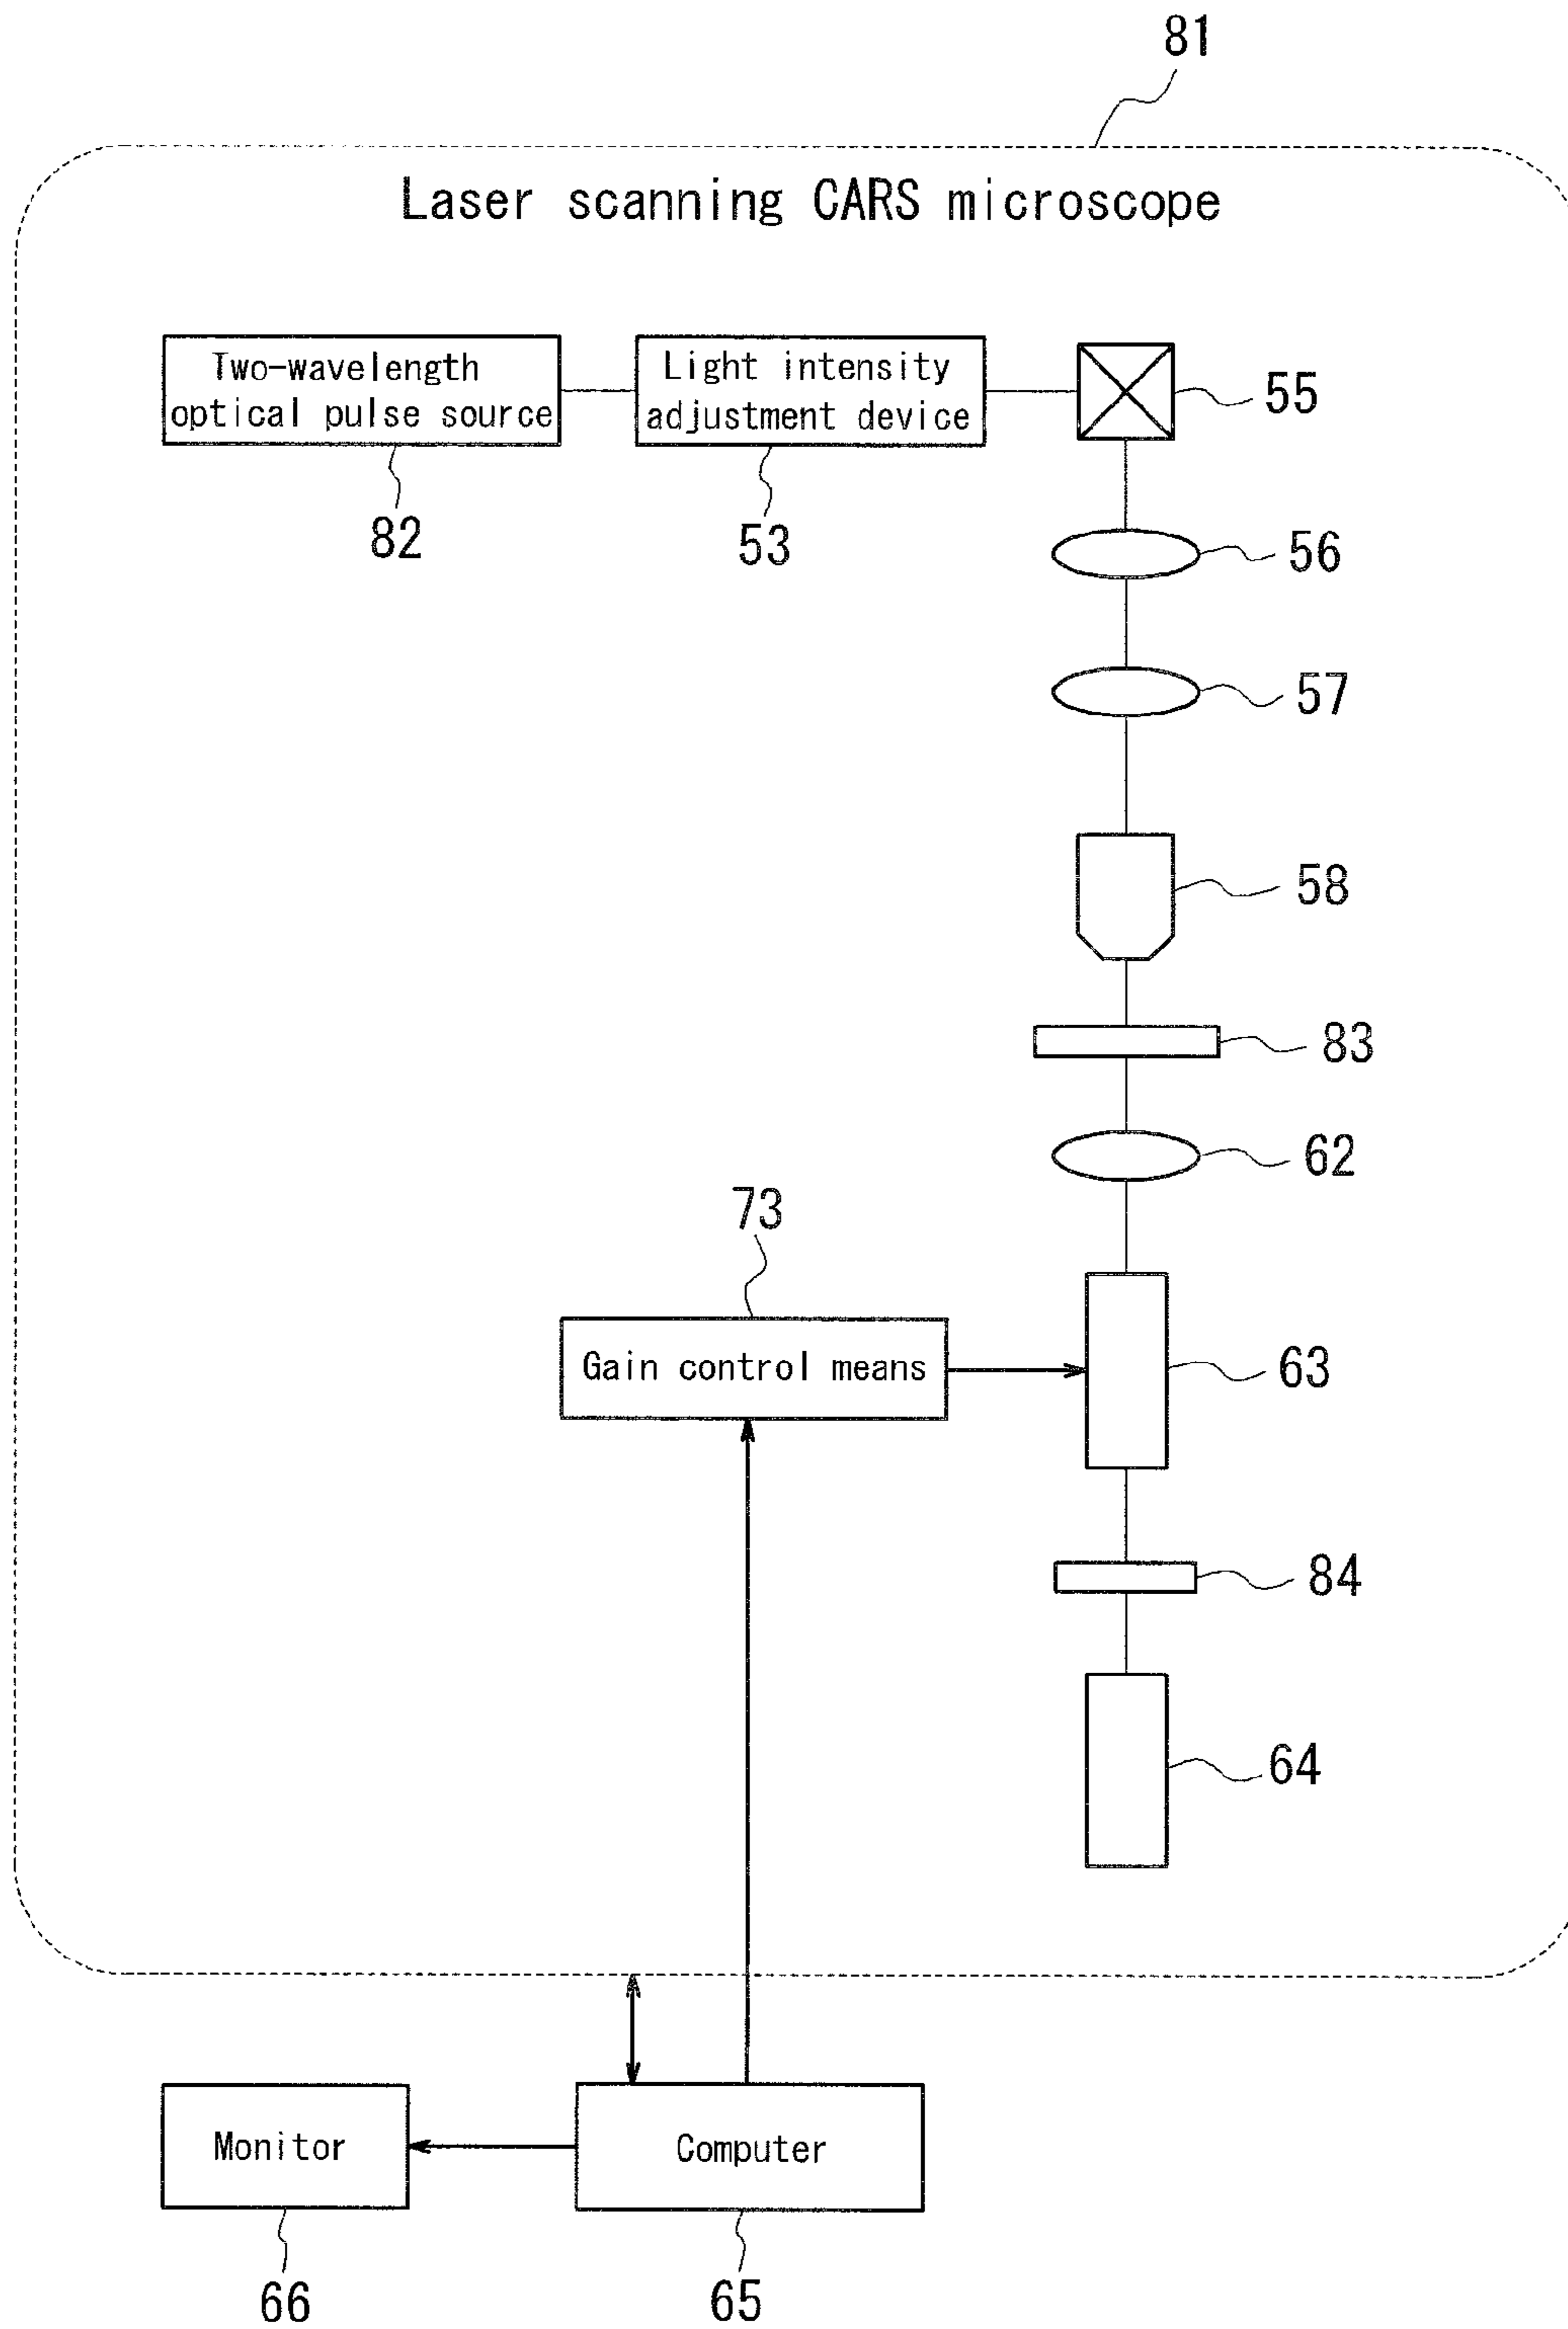 81
Laser scanning CARS microscope
Two-wavelength
optical pulse source
Light intensity
adjustment device
55
82
53
56
57
58
83
62
73
Gain control means
63
84
64
Monitor
Computer
66
65